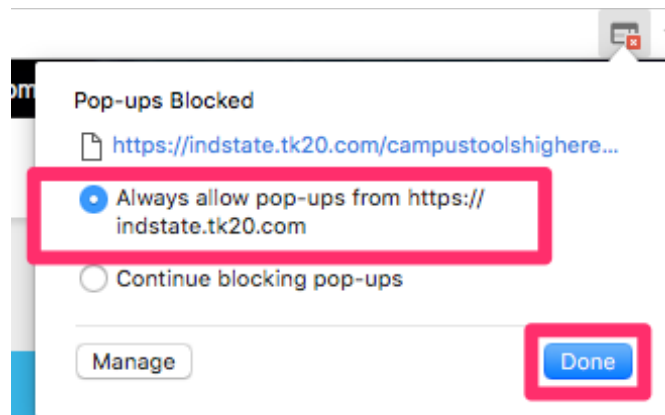 om
Pop-ups Blocked
https://indstate.tk20.com/campustoolshighere...
Always allow pop-ups from https://
indstate.tk20.com
Continue blocking pop-ups
Manage
Done